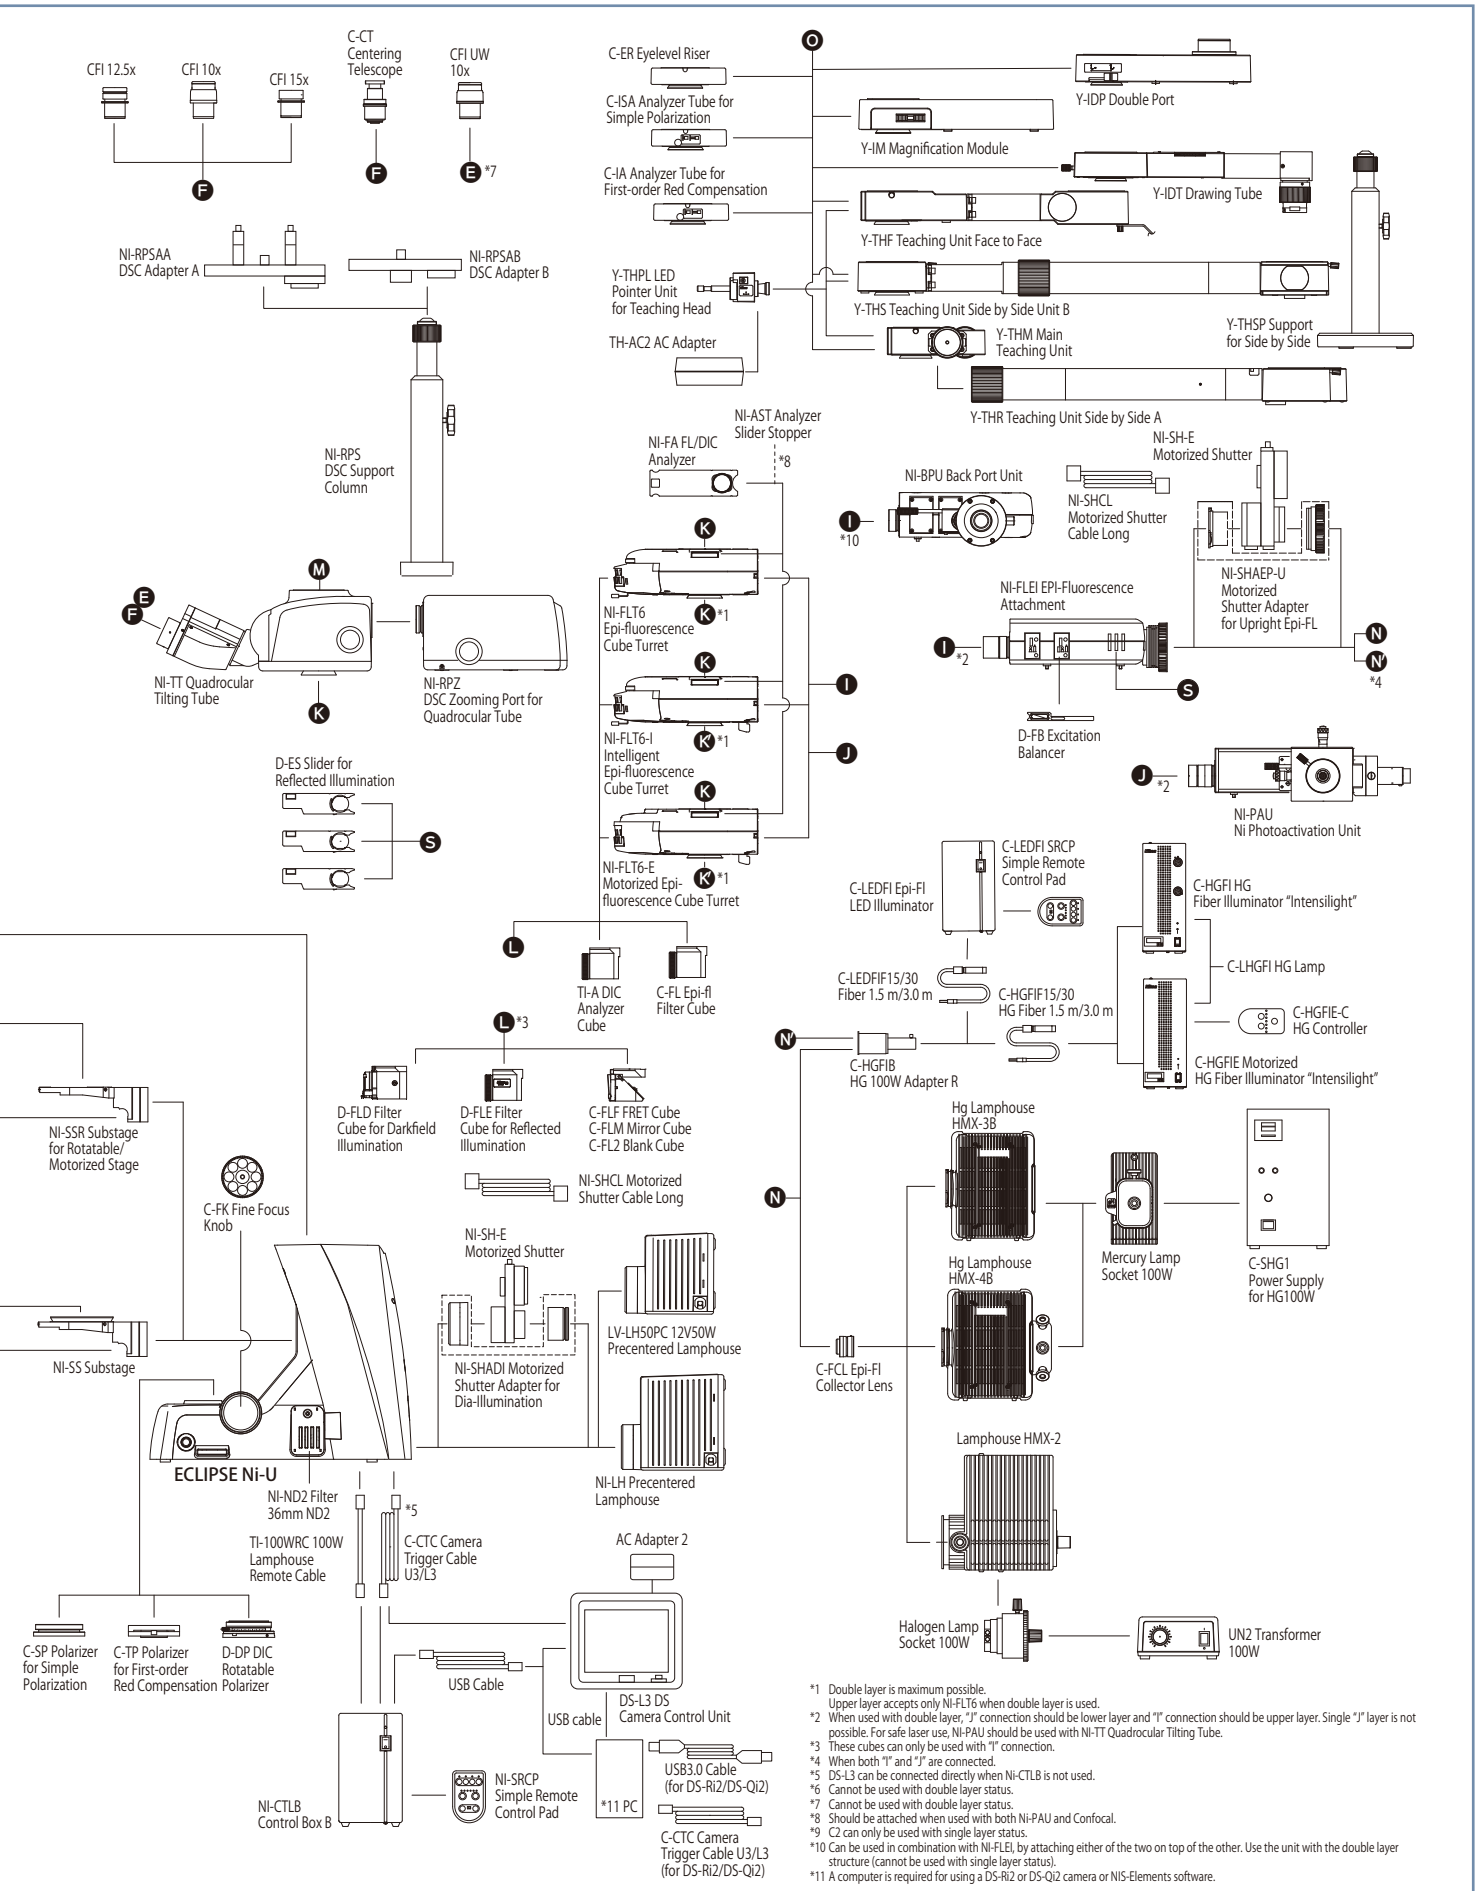 C-CT
Centering
Telescope
CFI 12.5x
CFI 10x
CFI 15x
CFI UW
10x
F
F
E *7
NI-RPSAA
DSC Adapter A
NI-RPSAB
DSC Adapter B
NI-RPS
DSC Support
Column
C-ER Eyelevel Riser
O
Y-IDP Double Port
C-ISA Analyzer Tube for
Simple Polarization
Y-IM Magnification Module
C-IA Analyzer Tube for
First-order Red Compensation
Y-IDT Drawing Tube
Y-THF Teaching Unit Face to Face
Y-THPL LED
Pointer Unit
for Teaching Head
Y-THS Teaching Unit Side by Side Unit B
TH-AC2 AC Adapter
Y-THM Main
Teaching Unit
Y-THSP Support
for Side by Side
Y-THR Teaching Unit Side by Side A
NI-AST Analyzer
Slider Stopper
*8
NI-FA FL/DIC
Analyzer
NI-BPU Back Port Unit
I
*10
NI-SH-E
Motorized Shutter
NI-SHCL
Motorized Shutter
Cable Long
NI-SHAEP-U
Motorized
Shutter Adapter
for Upright Epi-FL
M
E
F
NI-TT Quadrocular
Tilting Tube
K
NI-RPZ
DSC Zooming Port for
Quadrocular Tube
K
NI-FLT6
Epi-fluorescence
Cube Turret
K *1
K
NI-FLT6-I
Intelligent
Epi-fluorescence
Cube Turret
K' *1
K
NI-FLT6-E
Motorized Epi-
fluorescence Cube Turret
K' *1
I
J
NI-FLEI EPI-Fluorescence
Attachment
I *2
S
N
N'
*4
D-FB Excitation
Balancer
J *2
NI-PAU
Ni Photoactivation Unit
D-ES Slider for
Reflected Illumination
S
L
TI-A DIC
Analyzer
Cube
C-FL Epi-fl
Filter Cube
L *3
D-FLD Filter
Cube for Darkfield
Illumination
D-FLE Filter
Cube for Reflected
Illumination
C-FLF FRET Cube
C-FLM Mirror Cube
C-FL2 Blank Cube
C-LEDFI SRCP
Simple Remote
Control Pad
C-LEDFI Epi-Fl
LED Illuminator
C-HGFI HG
Fiber Illuminator “Intensilight”
C-LHGFI HG Lamp
C-LEDFIF15/30
Fiber 1.5 m/3.0 m
C-HGFIF15/30
HG Fiber 1.5 m/3.0 m
C-HGFIE-C
HG Controller
N'
C-HGFIB
HG 100W Adapter R
C-HGFIE Motorized
HG Fiber Illuminator “Intensilight”
NI-SSR Substage
for Rotatable/
Motorized Stage
C-FK Fine Focus
Knob
NI-SHCL Motorized
Shutter Cable Long
NI-SH-E
Motorized Shutter
NI-SHADI Motorized
Shutter Adapter for
Dia-Illumination
LV-LH50PC 12V50W
Precentered Lamphouse
NI-SS Substage
ECLIPSE Ni-U
NI-LH Precentered
Lamphouse
N
Hg Lamphouse
HMX-3B
Mercury Lamp
Socket 100W
C-SHG1
Power Supply
for HG100W
Hg Lamphouse
HMX-4B
C-FCL Epi-Fl
Collector Lens
Lamphouse HMX-2
Halogen Lamp
Socket 100W
UN2 Transformer
100W
NI-ND2 Filter
36mm ND2
*5
TI-100WRC 100W
Lamphouse
Remote Cable
C-CTC Camera
Trigger Cable
U3/L3
AC Adapter 2
C-SP Polarizer
for Simple
Polarization
C-TP Polarizer
for First-order
Red Compensation
D-DP DIC
Rotatable
Polarizer
USB Cable
DS-L3 DS
Camera Control Unit
USB cable
NI-CTLB
Control Box B
NI-SRCP
Simple Remote
Control Pad
*11 PC
USB3.0 Cable
(for DS-Ri2/DS-Qi2)
C-CTC Camera
Trigger Cable U3/L3
(for DS-Ri2/DS-Qi2)
*1 Double layer is maximum possible.
Upper layer accepts only NI-FLT6 when double layer is used.
*2 When used with double layer, “J” connection should be lower layer and “I” connection should be upper layer. Single “J” layer is not
possible. For safe laser use, NI-PAU should be used with NI-TT Quadrocular Tilting Tube.
*3 These cubes can only be used with “I” connection.
*4 When both “I” and “J” are connected.
*5 DS-L3 can be connected directly when Ni-CTLB is not used.
*6 Cannot be used with double layer status.
*7 Cannot be used with double layer status.
*8 Should be attached when used with both Ni-PAU and Confocal.
*9 C2 can only be used with single layer status.
*10 Can be used in combination with NI-FLEI, by attaching either of the two on top of the other. Use the unit with the double layer
structure (cannot be used with single layer status).
*11 A computer is required for using a DS-Ri2 or DS-Qi2 camera or NIS-Elements software.